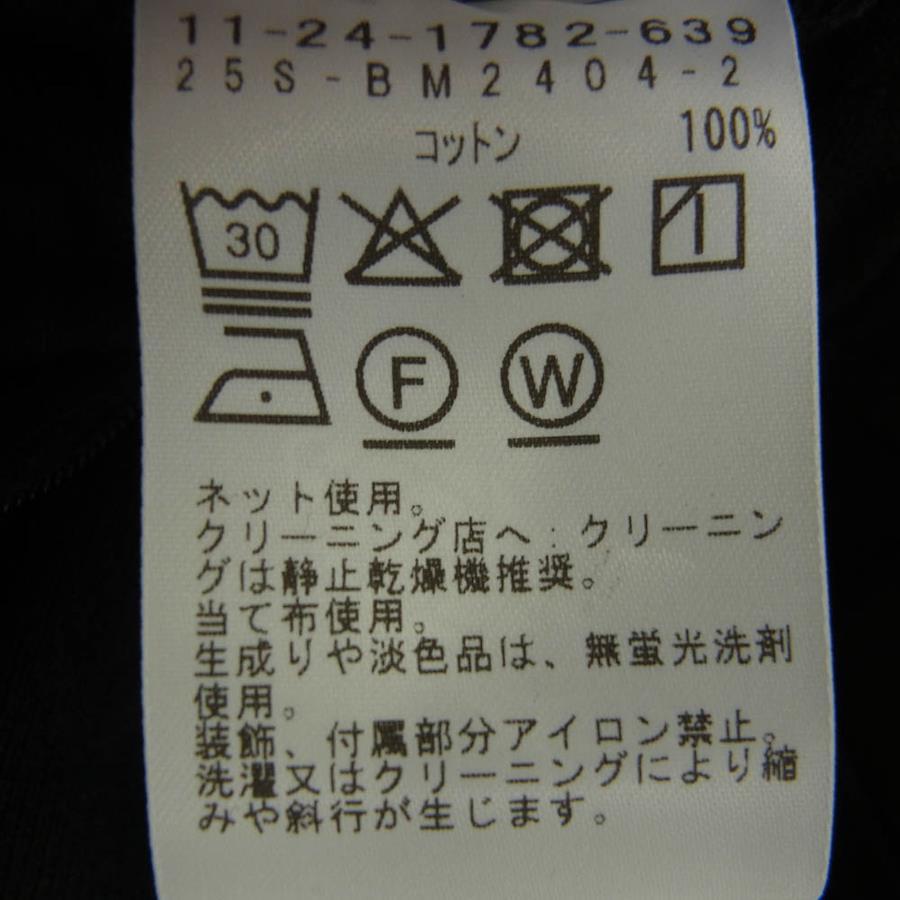 11-24-1782-639
25S-BM2404-2
コットン 100%
30
F W
ネット使用。
クリーニング店へ:クリーニン
グは静止乾燥機推奨。
当て布使用。
生成りや淡色品は、無蛍光洗剤
使用。
装飾、付属部分アイロン禁止。
洗濯又はクリーニングにより縮
みや斜行が生じます。